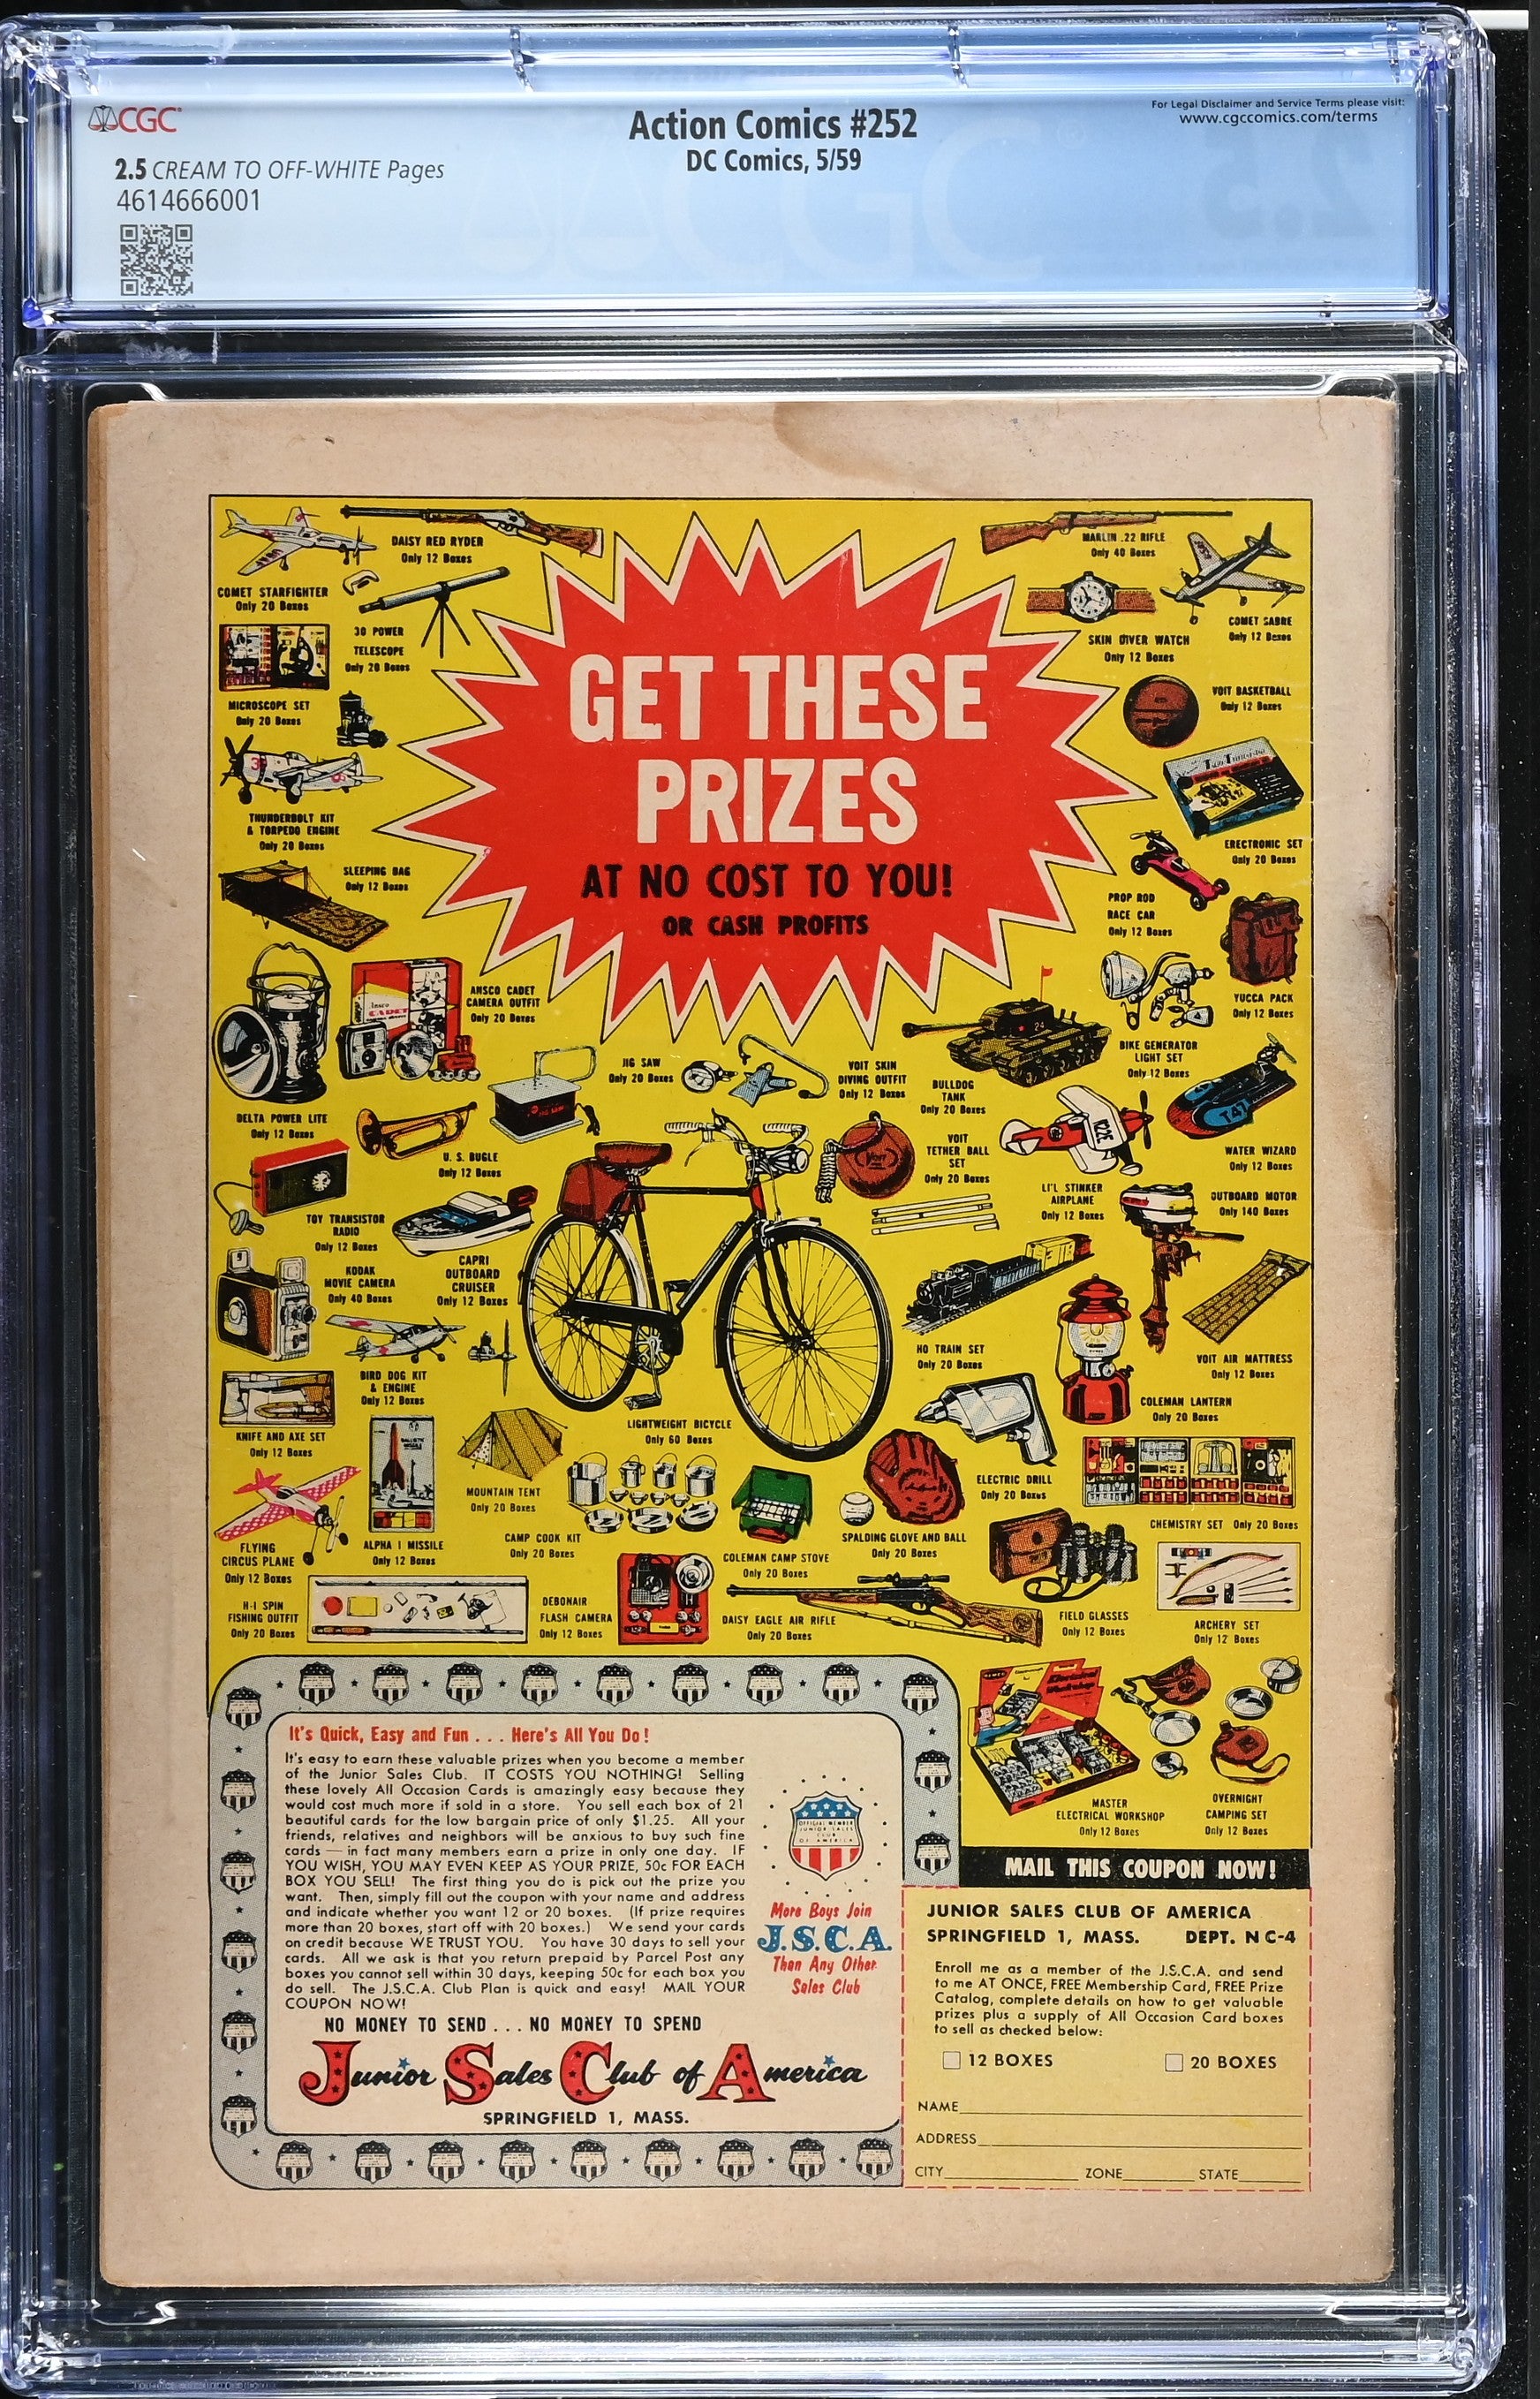 CGC
Action Comics #252
DC Comics, 5/59
For Legal Disclaimer and Service Terms please visit:
www.cgccomics.com/terms
2.5 CREAM TO OFF-WHITE Pages
4614666001
DAISY RED RYDER
Only 12 Boxes
MARLIN .22 RIFLE
Only 40 Boxes
COMET STARFIGHTER
Only 20 Boxes
30 POWER
TELESCOPE
Only 20 Boxes
SKIN DIVER WATCH
Only 12 Boxes
COMET SABRE
Only 12 Boxes
GET THESE
PRIZES
AT NO COST TO YOU!
OR CASH PROFITS
MICROSCOPE SET
Only 20 Boxes
VOIT BASKETBALL
Only 12 Boxes
THUNDERBOLT KIT
& TORPEDO ENGINE
Only 20 Boxes
ERECTRONIC SET
Only 20 Boxes
SLEEPING BAG
Only 12 Boxes
PROP ROD
RACE CAR
Only 12 Boxes
ANSCO CADET
CAMERA OUTFIT
Only 20 Boxes
YUCCA PACK
Only 12 Boxes
JIG SAW
Only 20 Boxes
VOIT SKIN
DIVING OUTFIT
Only 12 Boxes
24
BULLDOG
TANK
Only 20 Boxes
BIKE GENERATOR
LIGHT SET
Only 12 Boxes
DELTA POWER LITE
Only 12 Boxes
U. S. BUGLE
Only 12 Boxes
VOIT
TETHER BALL
SET
Only 20 Boxes
T47
WATER WIZARD
Only 12 Boxes
TOY TRANSISTOR
RADIO
Only 12 Boxes
LI'L STINKER
AIRPLANE
Only 12 Boxes
OUTBOARD MOTOR
Only 140 Boxes
KODAK
MOVIE CAMERA
Only 40 Boxes
CAPRI
OUTBOARD
CRUISER
Only 12 Boxes
HO TRAIN SET
Only 20 Boxes
VOIT AIR MATTRESS
Only 12 Boxes
BIRD DOG KIT
& ENGINE
Only 12 Boxes
COLEMAN LANTERN
Only 20 Boxes
KNIFE AND AXE SET
Only 12 Boxes
LIGHTWEIGHT BICYCLE
Only 60 Boxes
MOUNTAIN TENT
Only 20 Boxes
ELECTRIC DRILL
Only 20 Boxes
CHEMISTRY SET Only 20 Boxes
FLYING
CIRCUS PLANE
Only 12 Boxes
ALPHA I MISSILE
Only 12 Boxes
CAMP COOK KIT
Only 20 Boxes
COLEMAN CAMP STOVE
Only 20 Boxes
SPALDING GLOVE AND BALL
Only 20 Boxes
H-I SPIN
FISHING OUTFIT
Only 20 Boxes
DEBONAIR
FLASH CAMERA
Only 12 Boxes
DAISY EAGLE AIR RIFLE
Only 20 Boxes
FIELD GLASSES
Only 12 Boxes
ARCHERY SET
Only 12 Boxes
MASTER
ELECTRICAL WORKSHOP
Only 12 Boxes
OVERNIGHT
CAMPING SET
Only 12 Boxes
It's Quick, Easy and Fun . . . Here's All You Do!
It's easy to earn these valuable prizes when you become a member
of the Junior Sales Club. IT COSTS YOU NOTHING! Selling
these lovely All Occasion Cards is amazingly easy because they
would cost much more if sold in a store. You sell each box of 21
beautiful cards for the low bargain price of only $1.25. All your
friends, relatives and neighbors will be anxious to buy such fine
cards — in fact many members earn a prize in only one day. IF
YOU WISH, YOU MAY EVEN KEEP AS YOUR PRIZE, 50c FOR EACH
BOX YOU SELL! The first thing you do is pick out the prize you
want. Then, simply fill out the coupon with your name and address
and indicate whether you want 12 or 20 boxes. (If prize requires
more than 20 boxes, start off with 20 boxes.) We send your cards
on credit because WE TRUST YOU. You have 30 days to sell your
cards. All we ask is that you return prepaid by Parcel Post any
boxes you cannot sell within 30 days, keeping 50c for each box you
do sell. The J.S.C.A. Club Plan is quick and easy! MAIL YOUR
COUPON NOW!
NO MONEY TO SEND . . . NO MONEY TO SPEND
Junior Sales Club of America
SPRINGFIELD 1, MASS.
OFFICIAL MEMBER
JUNIOR SALES
CLUB
OF AMERICA
More Boys Join
J.S.C.A.
Than Any Other
Sales Club
MAIL THIS COUPON NOW!
JUNIOR SALES CLUB OF AMERICA
SPRINGFIELD 1, MASS. DEPT. N C-4
Enroll me as a member of the J.S.C.A. and send
to me AT ONCE, FREE Membership Card, FREE Prize
Catalog, complete details on how to get valuable
prizes plus a supply of All Occasion Card boxes
to sell as checked below:
12 BOXES 20 BOXES
NAME
ADDRESS
CITY ZONE STATE